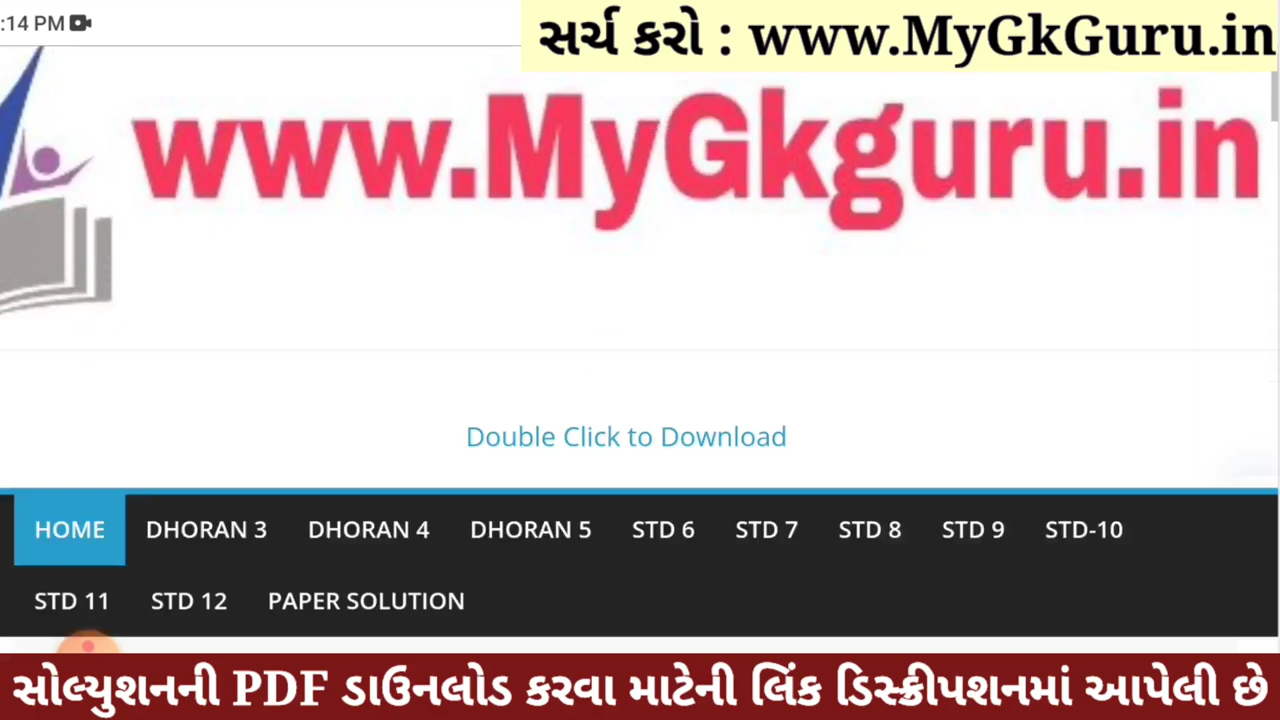 :14 PM
સર્ચ કરો : www.MyGkGuru.in
www.MyGkguru.in
Double Click to Download
HOME DHORAN 3 DHORAN 4 DHORAN 5 STD 6 STD 7 STD 8 STD 9 STD-10
STD 11 STD 12 PAPER SOLUTION
સોલ્યુશનની PDF ડાઉનલોડ કરવા માટેની લિંક ડિસ્ક્રીપશનમાં આપેલી છે